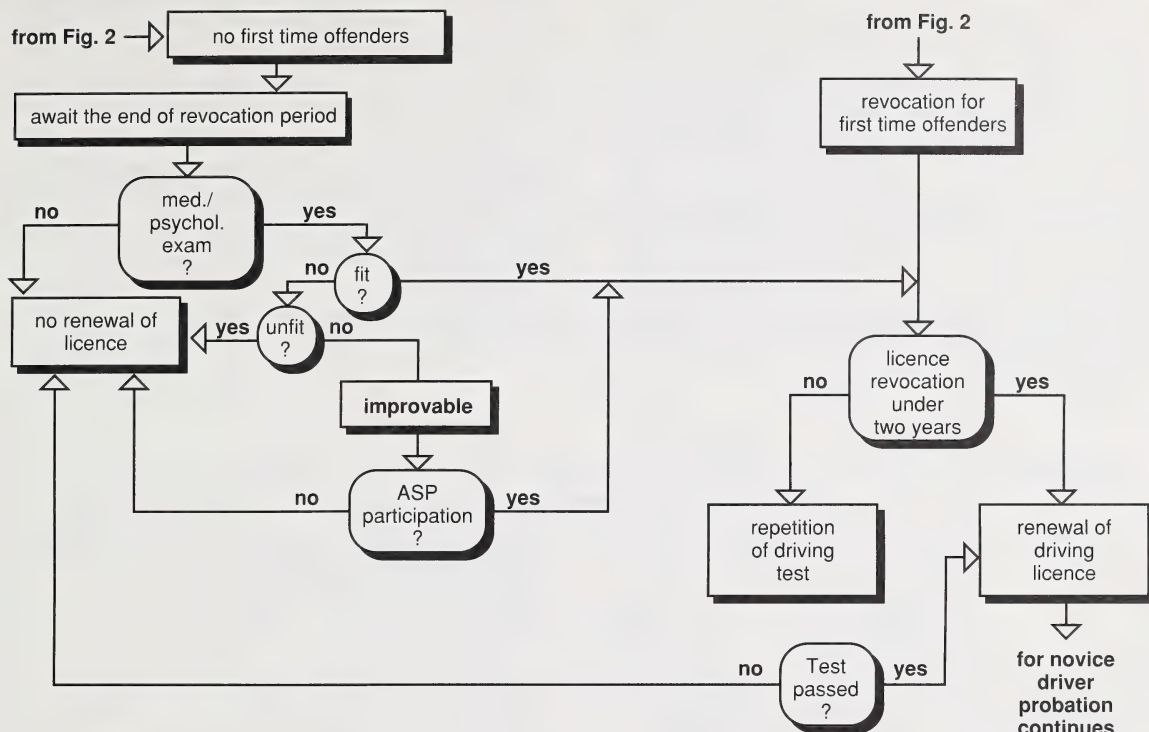 from Fig. 2
no first time offenders
await the end of revocation period
med./
psychol.
exam
?
no
yes
fit
?
no
yes
unfit
?
yes
no
no renewal of
licence
improvable
ASP
participation
?
no
yes
from Fig. 2
revocation for
first time offenders
licence
revocation
under
two years
no
yes
repetition
of driving
test
renewal of
driving
licence
Test
passed
?
no
yes
for novice
driver
probation
continues